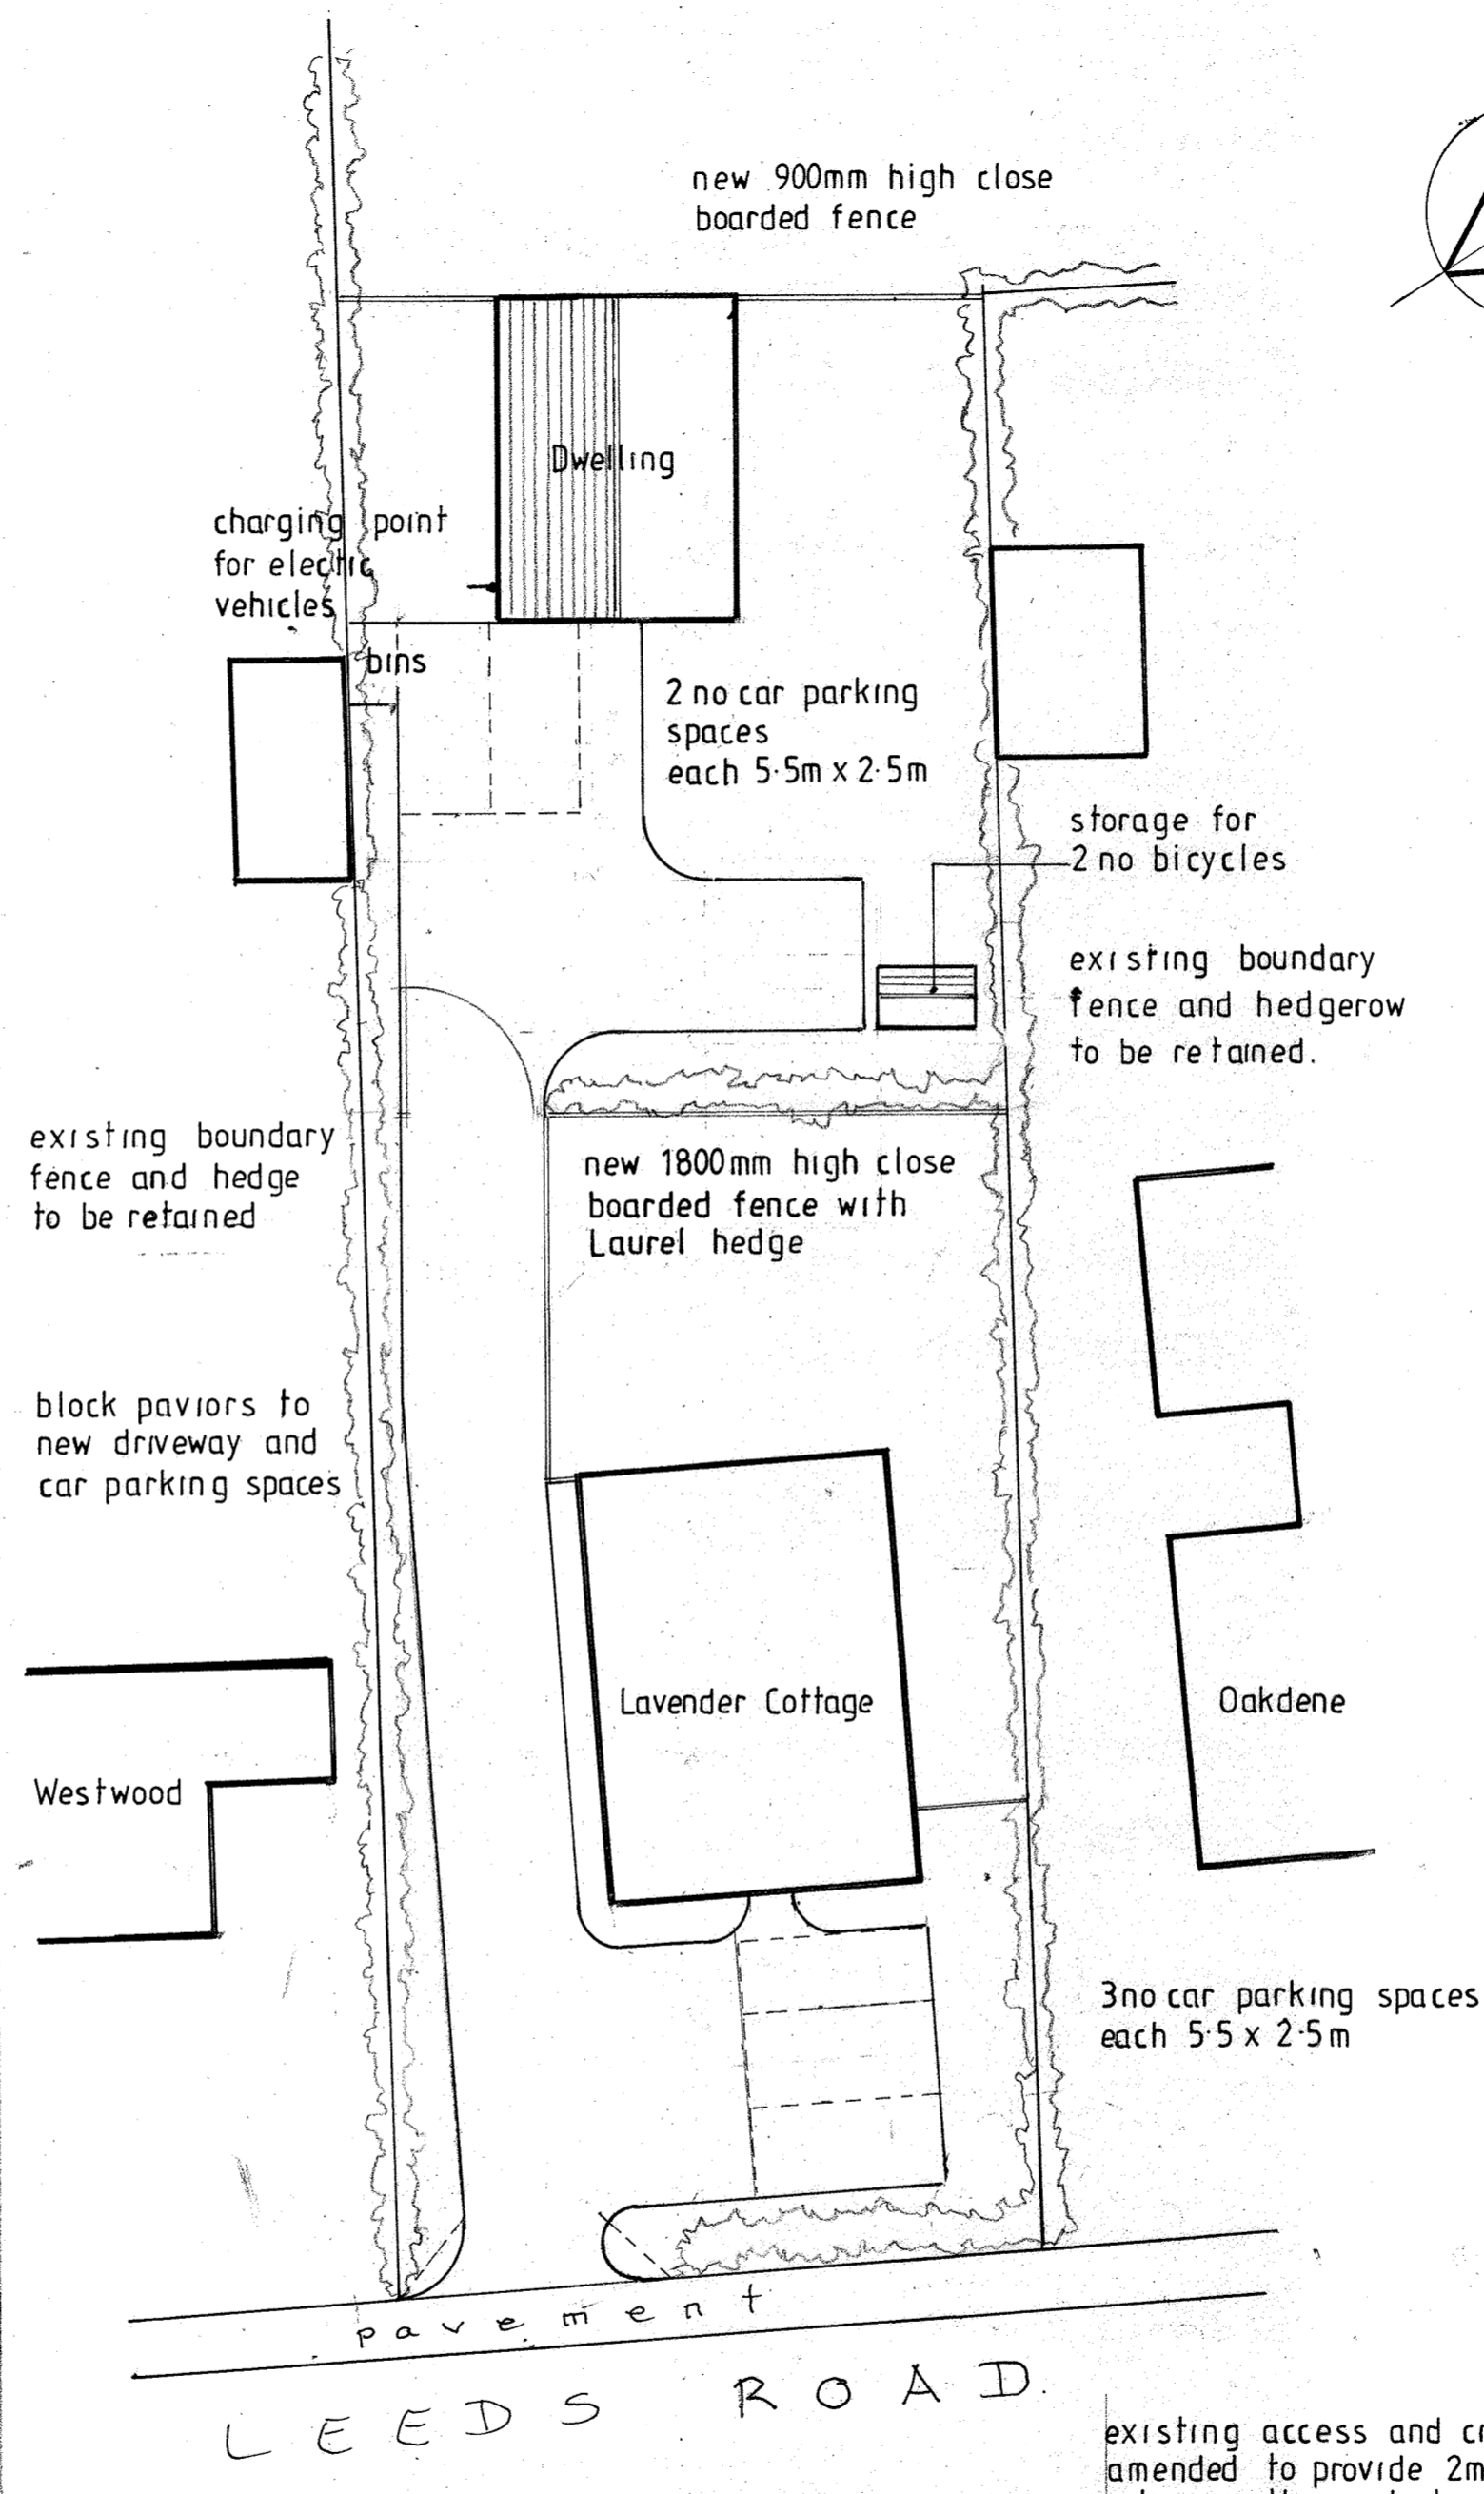 new 900mm high close
boarded fence
Dwelling
charging point
for electric
vehicles
bins
2 no car parking
spaces
each 5·5m x 2·5m
storage for
2 no bicycles
existing boundary
fence and hedgerow
to be retained.
existing boundary
fence and hedge
to be retained
new 1800mm high close
boarded fence with
Laurel hedge
block paviors to
new driveway and
car parking spaces
Lavender Cottage
Oakdene
Westwood
3no car parking spaces
each 5·5 x 2·5m
pavement
LEEDS ROAD.
existing access and
amended to provide 2m